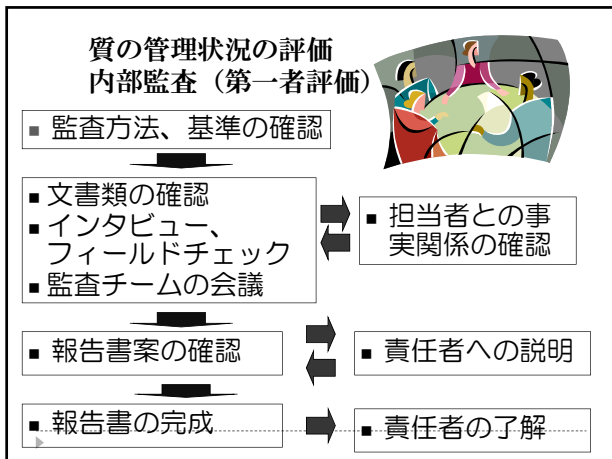 質の管理状況の評価
内部監査（第一者評価）
■ 監査方法、基準の確認
■ 文書類の確認
■ インタビュー、
フィールドチェック
■ 監査チームの会議
■ 担当者との事
実関係の確認
■ 報告書案の確認
■ 責任者への説明
■ 報告書の完成
■ 責任者の了解